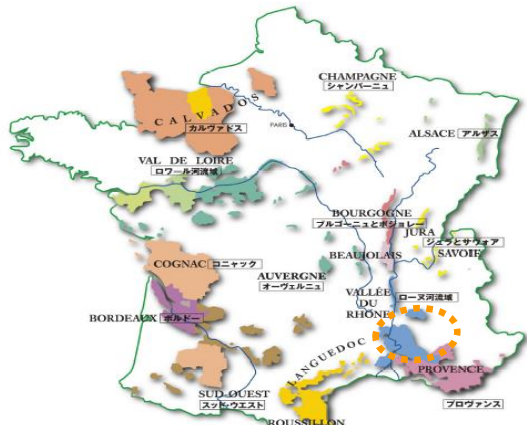 CHAMPAGNE
シャンパーニュ
CALVADOS
カルヴァドス
PARIS
ALSACE アルザス
VAL DE LOIRE
ロワール河流域
BOURGOGNE
ブルゴーニュとボジョレー
JURA
ジュラとサヴォア
SAVOIE
BEAUJOLAIS
COGNAC コニャック
AUVERGNE
オーヴェルニュ
VALLÉE
DU
RHÔNE
ローヌ河流域
BORDEAUX ボルドー
LANGUEDOC
PROVENCE
プロヴァンス
SUD-OUEST
スッド・ウエスト
ROUSSILLON